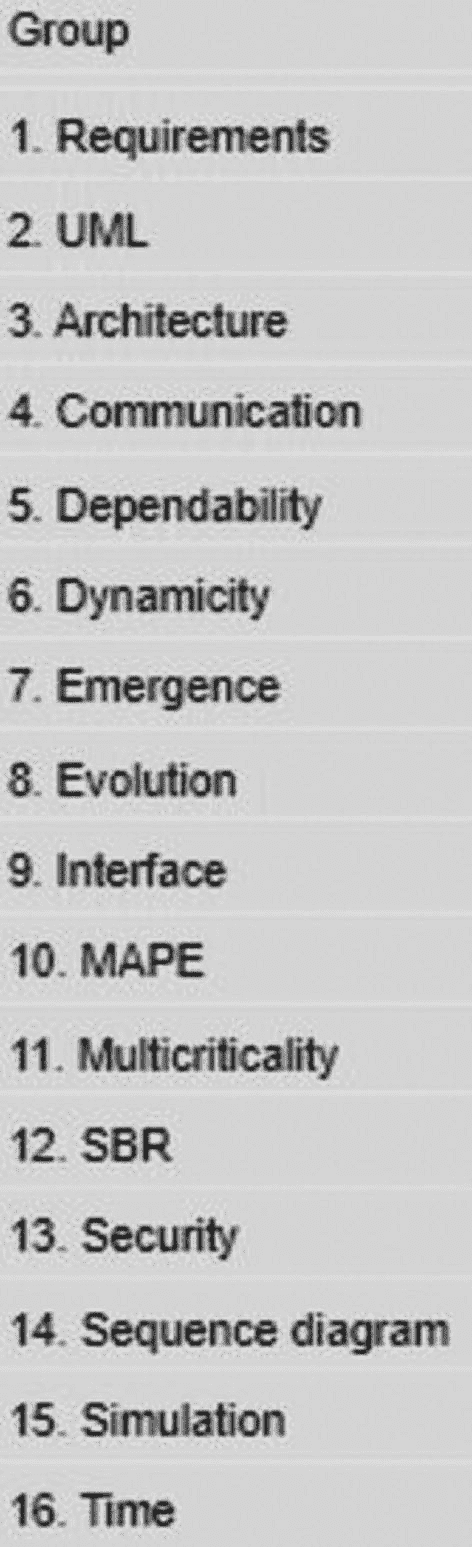 Group
1. Requirements
2. UML
3. Architecture
4. Communication
5. Dependability
6. Dynamicity
7. Emergence
8. Evolution
9. Interface
10. MAPE
11. Multicriticality
12. SBR
13. Security
14. Sequence diagram
15. Simulation
16. Time